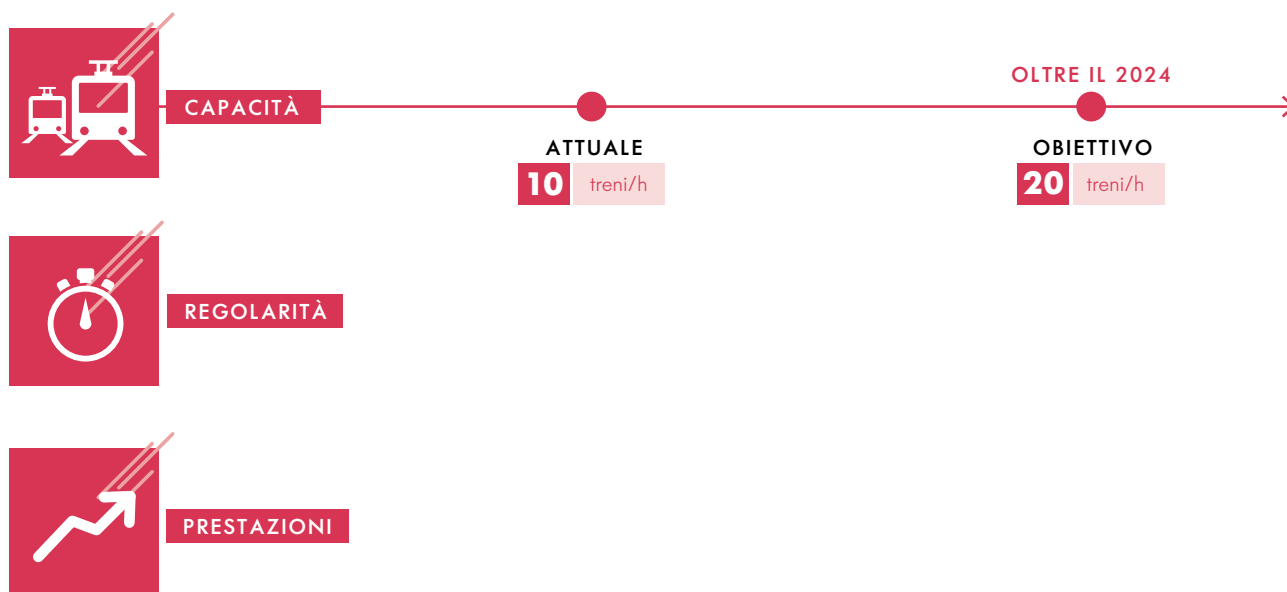 OLTRE IL 2024
CAPACITÀ
ATTUALE
OBIETTIVO
10 treni/h
20 treni/h
REGOLARITÀ
PRESTAZIONI